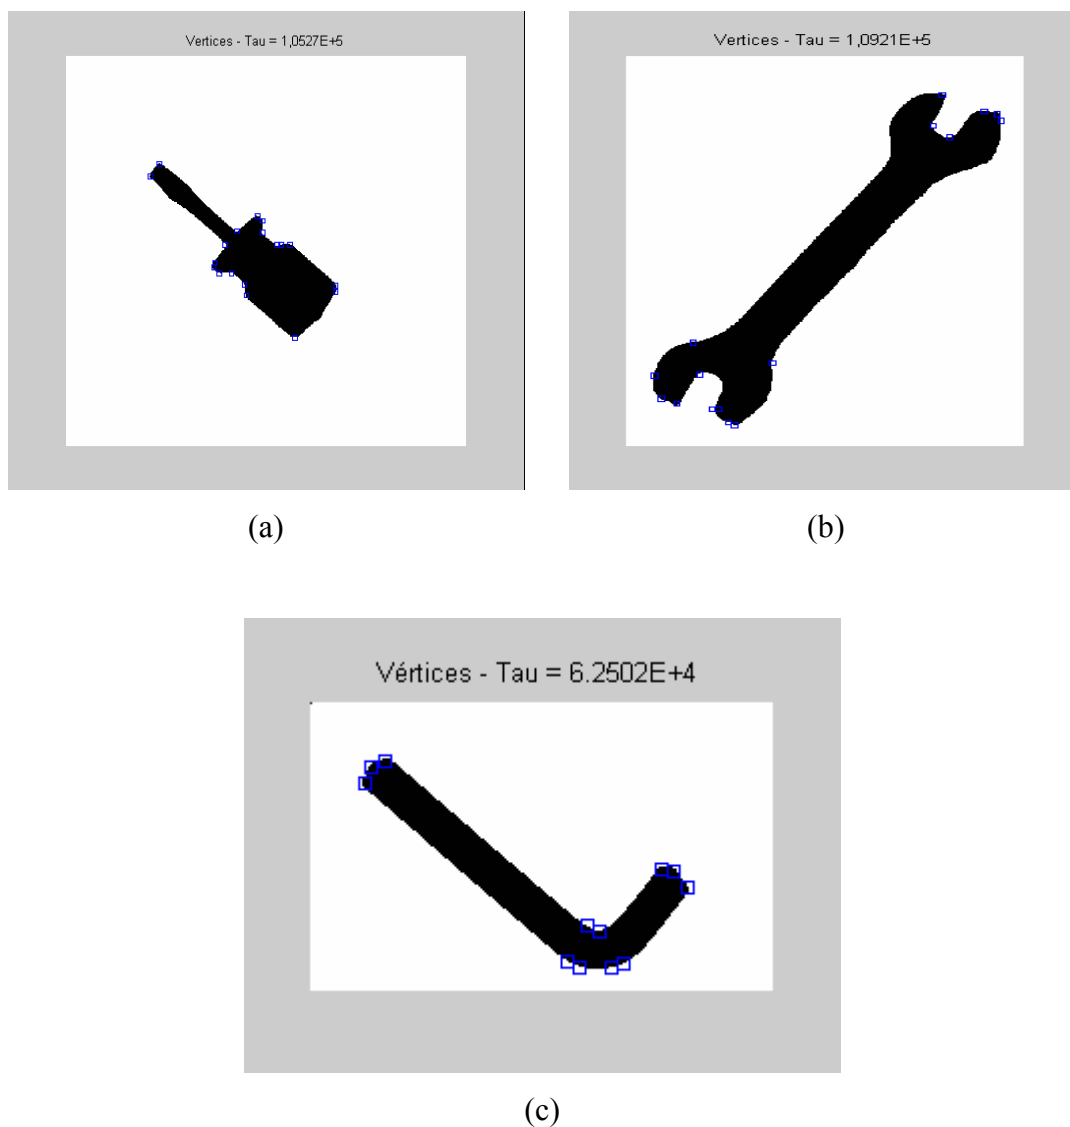 Vertices - Tau = 1,0527E+5
Vertices - Tau = 1,0921E+5
(a)
(b)
Vértices - Tau = 6.2502E+4
(c)